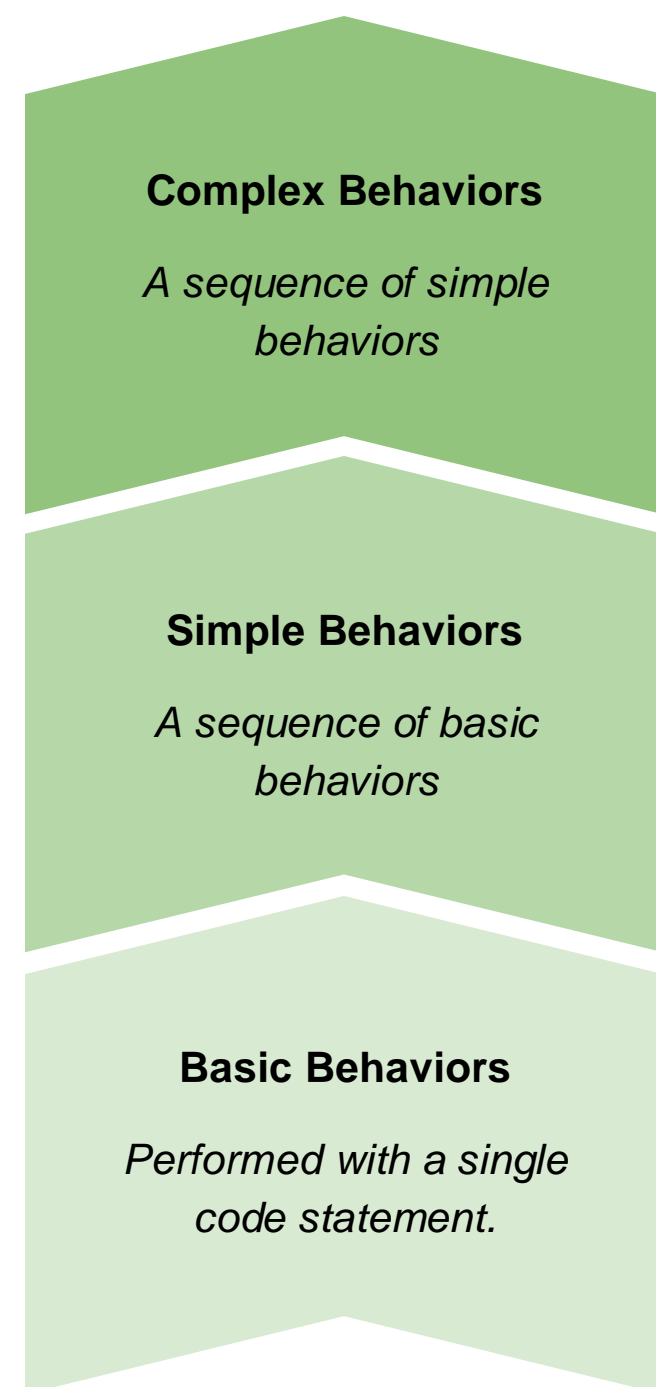 Complex Behaviors
A sequence of simple
behaviors
Simple Behaviors
A sequence of basic
behaviors
Basic Behaviors
Performed with a single
code statement.